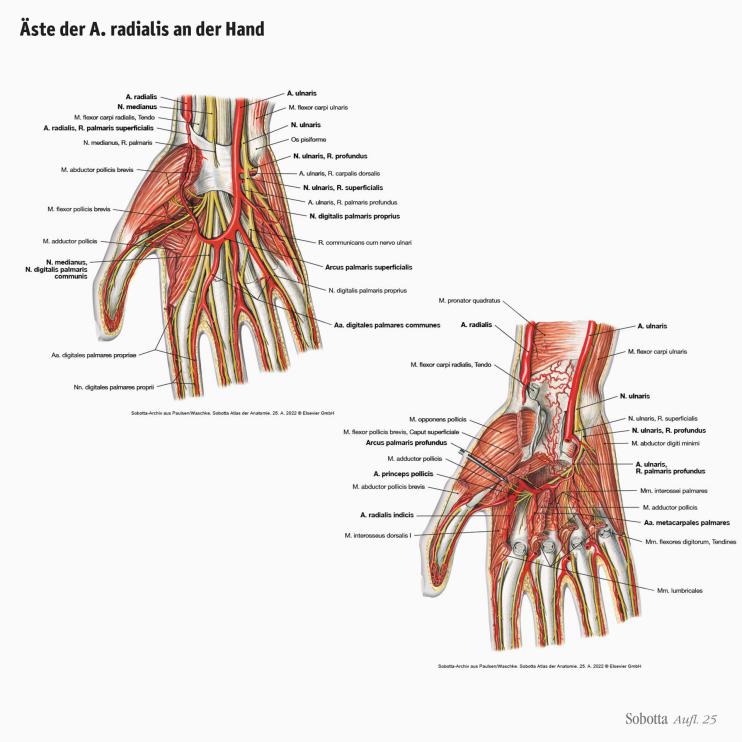 Äste der A. radialis an der Hand
A. radialis
N. medianus
M. flexor carpi radialis, Tendo
A. radialis, R. palmaris superficialis
N. medianus, R. palmaris
M. abductor pollicis brevis
M. flexor pollicis brevis
M. adductor pollicis
N. medianus,
N. digitalis palmaris
communis
Aa. digitales palmares propriae
Nn. digitales palmares proprii
A. ulnaris
M. flexor carpi ulnaris
N. ulnaris
Os pisiforme
N. ulnaris, R. profundus
A. ulnaris, R. carpalis dorsalis
N. ulnaris, R. superficialis
A. ulnaris, R. palmaris profundus
N. digitalis palmaris proprius
R. communicans cum nervo ulnari
Arcus palmaris superficialis
N. digitalis palmaris proprius
Aa. digitales palmares communes
Sobotta-Archiv aus Paulsen/Waschke. Sobotta Atlas der Anatomie. 25. A. 2022 © Elsevier GmbH
M. pronator quadratus
A. radialis
M. flexor carpi radialis, Tendo
M. opponens pollicis
M. flexor pollicis brevis, Caput superficiale
Arcus palmaris profundus
M. adductor pollicis
A. princeps pollicis
M. abductor pollicis brevis
A. radialis indicis
M. interosseus dorsalis I
A. ulnaris
M. flexor carpi ulnaris
N. ulnaris
N. ulnaris, R. superficialis
N. ulnaris, R. profundus
M. abductor digiti minimi
A. ulnaris,
R. palmaris profundus
Mm. interossei palmares
M. adductor pollicis
Aa. metacarpales palmares
Mm. flexores digitorum, Tendines
Mm. lumbricales
Sobotta-Archiv aus Paulsen/Waschke. Sobotta Atlas der Anatomie. 25. A. 2022 © Elsevier GmbH
Sobotta Aufl. 25